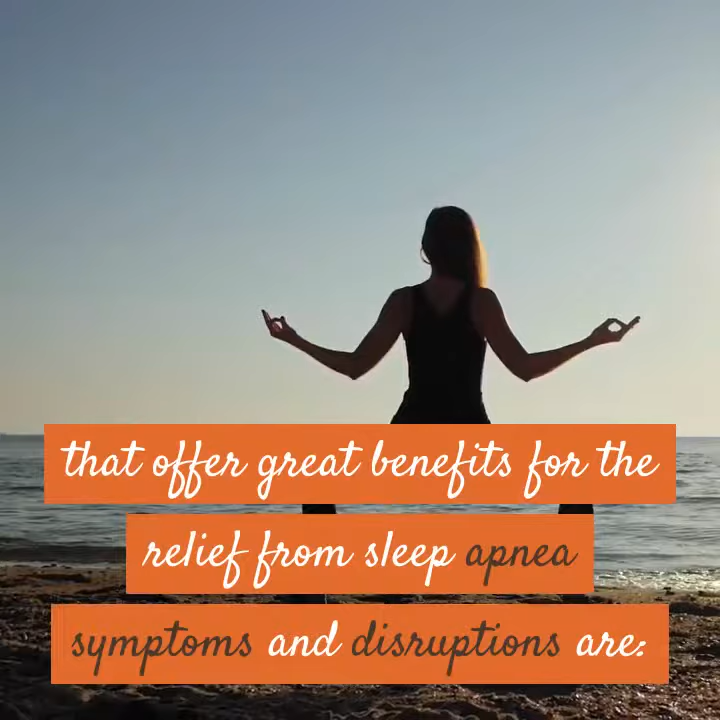 that offer great benefits for the
relief from sleep apnea
symptoms and disruptions are: